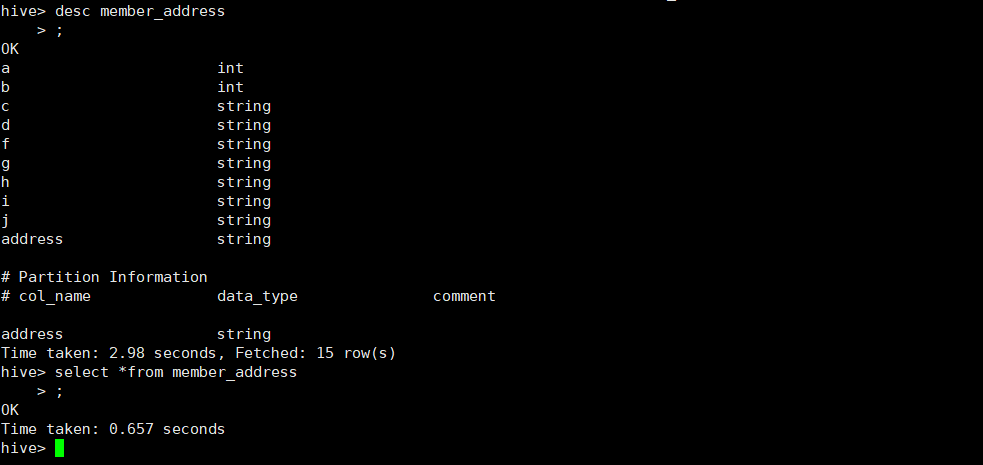 hive> desc member_address
    > ;
OK
a                       int
b                       int
c                       string
d                       string
f                       string
g                       string
h                       string
i                       string
j                       string
address                 string

# Partition Information
# col_name              data_type               comment

address                 string
Time taken: 2.98 seconds, Fetched: 15 row(s)
hive> select *from member_address
    > ;
OK
Time taken: 0.657 seconds
hive>